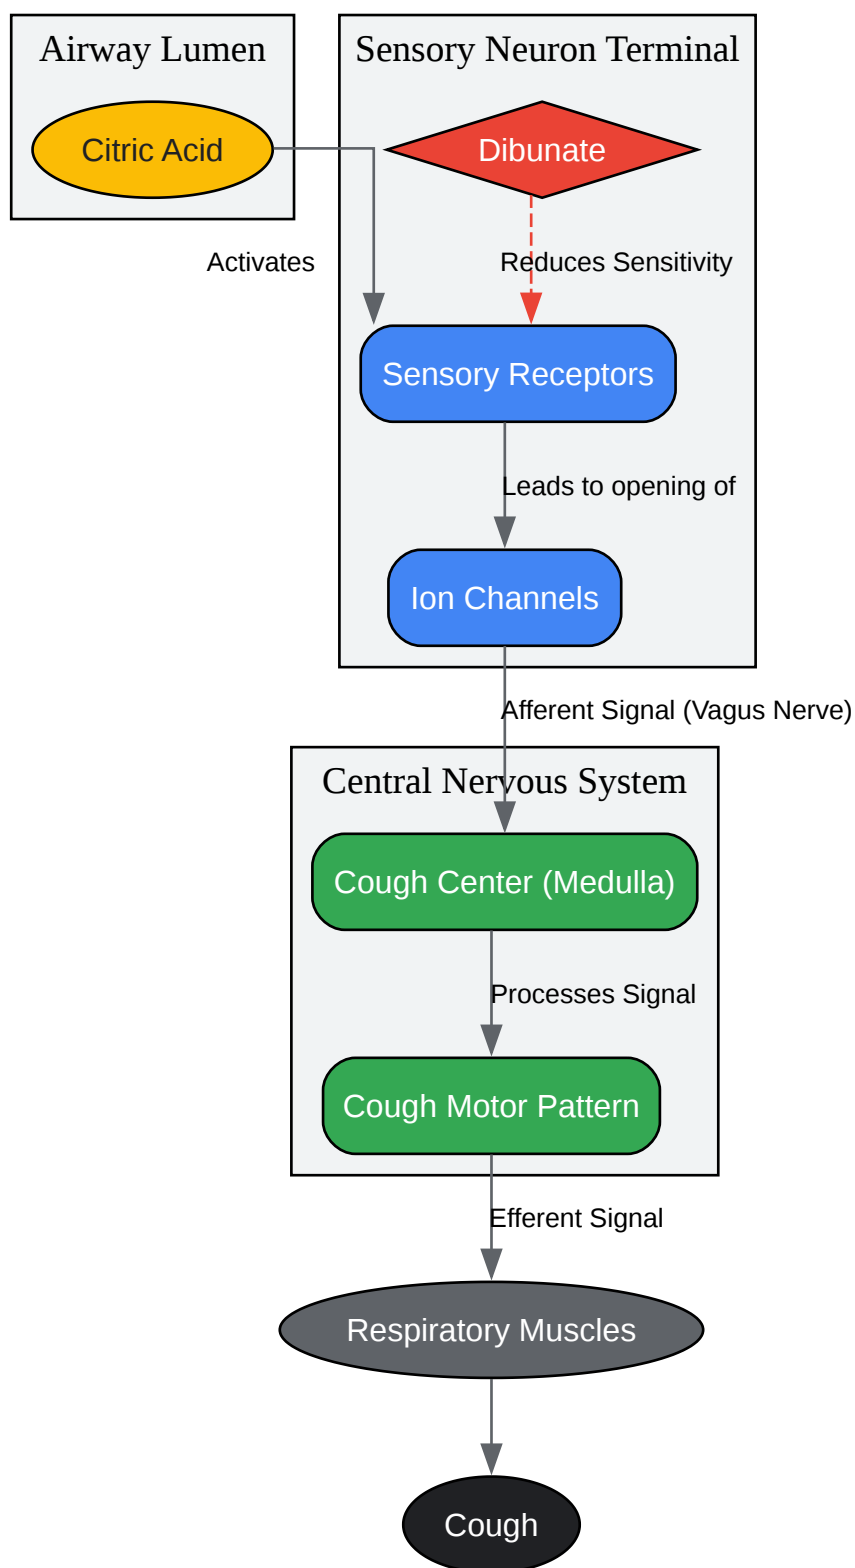 Airway Lumen
Sensory Neuron Terminal
Citric Acid
Dibunate
Activates
Reduces Sensitivity
Sensory Receptors
Leads to opening of
Ion Channels
Afferent Signal (Vagus Nerve)
Central Nervous System
Cough Center (Medulla)
Processes Signal
Cough Motor Pattern
Efferent Signal
Respiratory Muscles
Cough